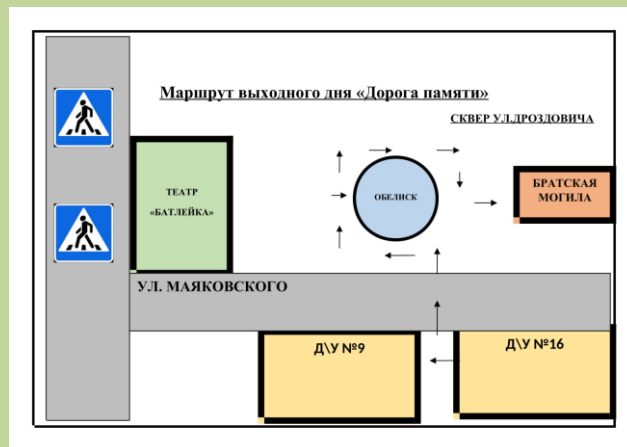 Маршрут выходного дня «Дорога памяти»
СКВЕР УЛ.ДРОЗДОВИЧА
ТЕАТР
«БАТЛЕЙКА»
ОБЕЛИСК
БРАТСКАЯ
МОГИЛА
УЛ. МАЯКОВСКОГО
Д\У №9
Д\У №16